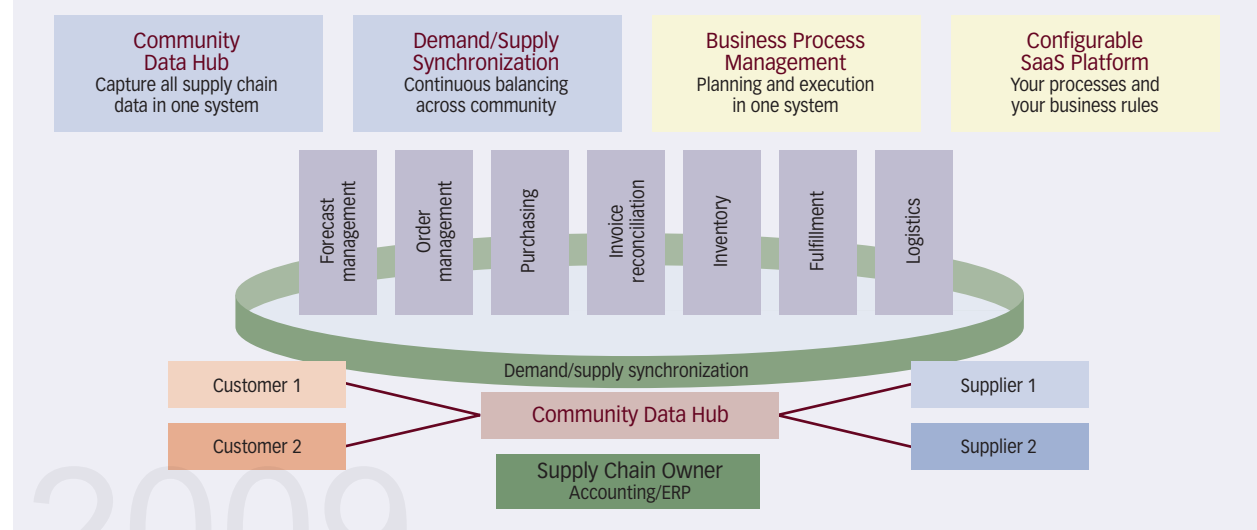 Community
Data Hub
Capture all supply chain
data in one system
Demand/Supply
Synchronization
Continuous balancing
across community
Business Process
Management
Planning and execution
in one system
Configurable
SaaS Platform
Your processes and
your business rules
Forecast
management
Order
management
Purchasing
Invoice
reconciliation
Inventory
Fulfillment
Logistics
Demand/supply synchronization
Customer 1
Customer 2
Community Data Hub
Supplier 1
Supplier 2
Supply Chain Owner
Accounting/ERP
2009